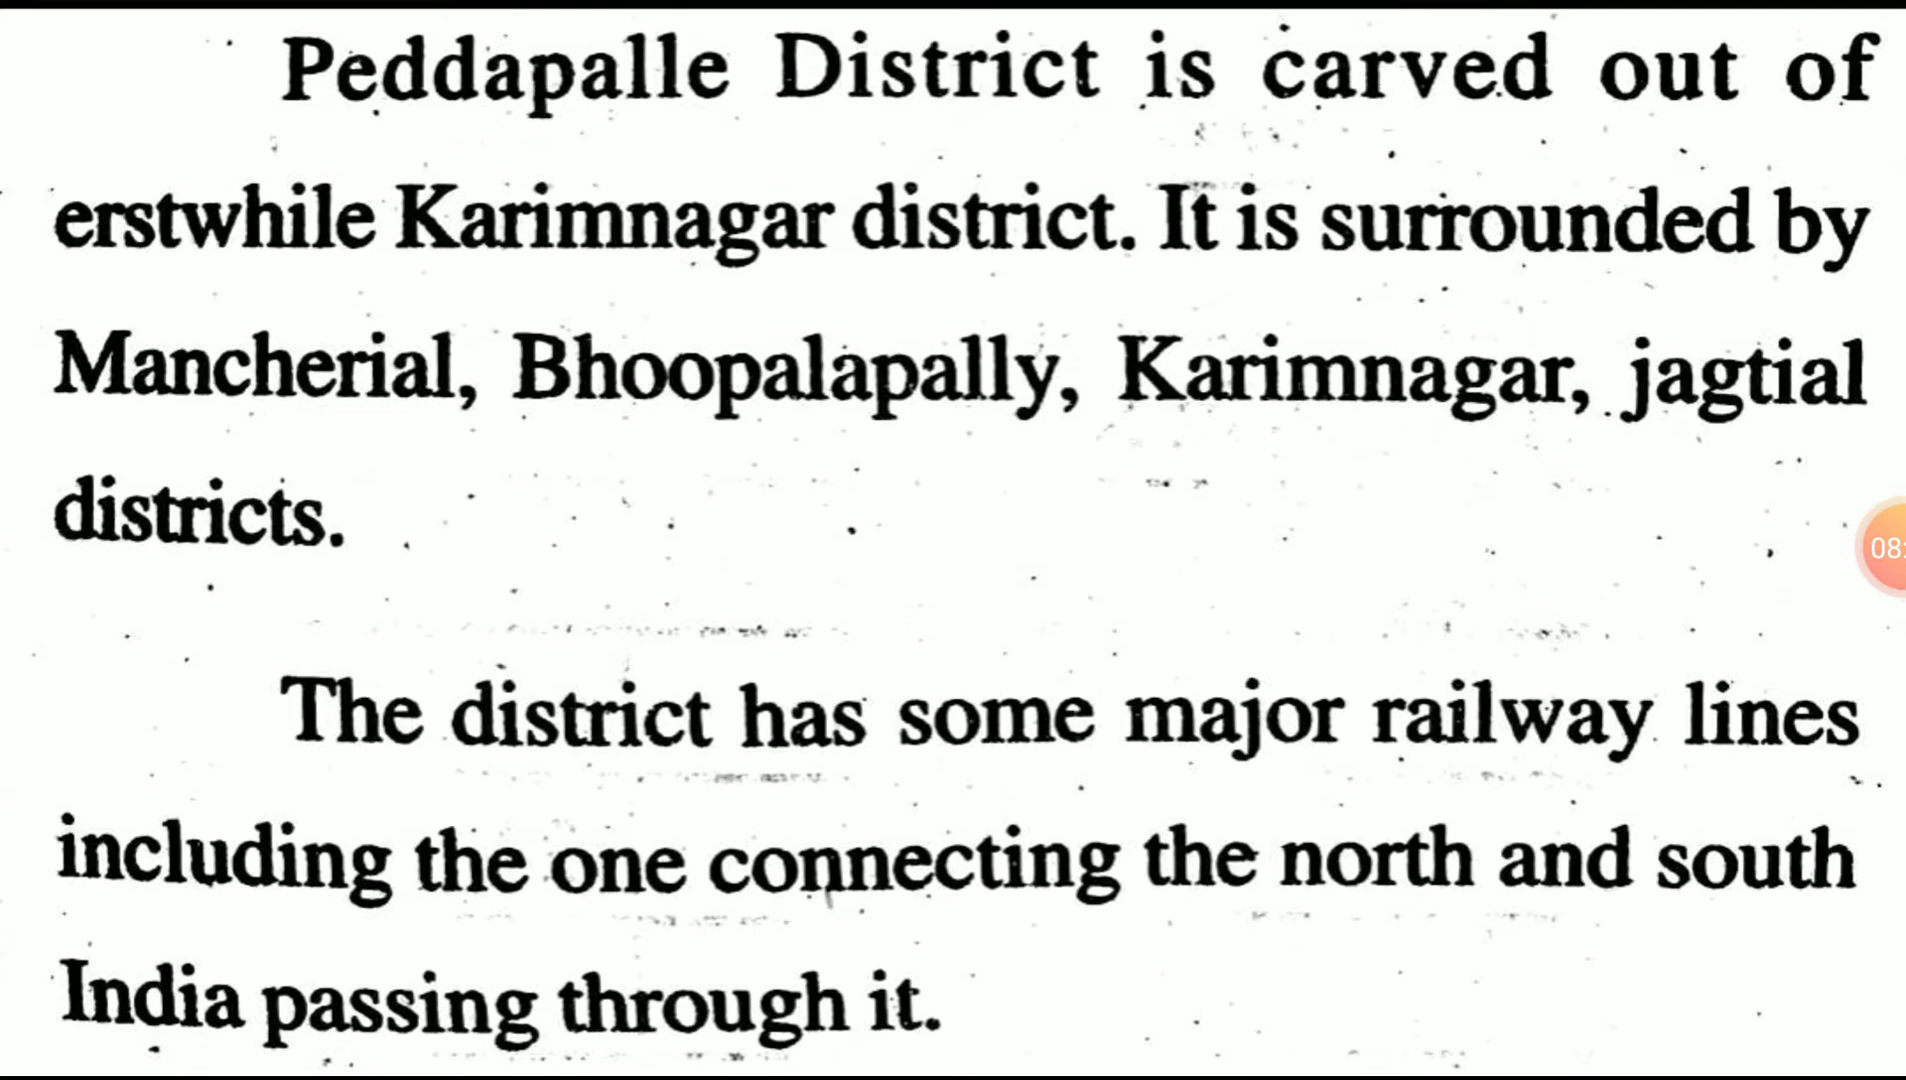 Peddapalle District is carved out of
erstwhile Karimnagar district. It is surrounded by
Mancherial, Bhoopalapally, Karimnagar, jagtial
districts.
The district has some major railway lines
including the one connecting the north and south
India passing through it.
08: